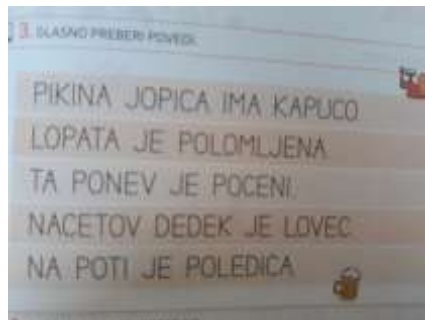 3. GLASNO PREBERI POVEDI.
PIKINA JOPICA IMA KAPUCO.
LOPATA JE POLOMLJENA.
TA PONEV JE POCENI.
NACETOV DEDEK JE LOVEC.
NA POTI JE POLEDICA.